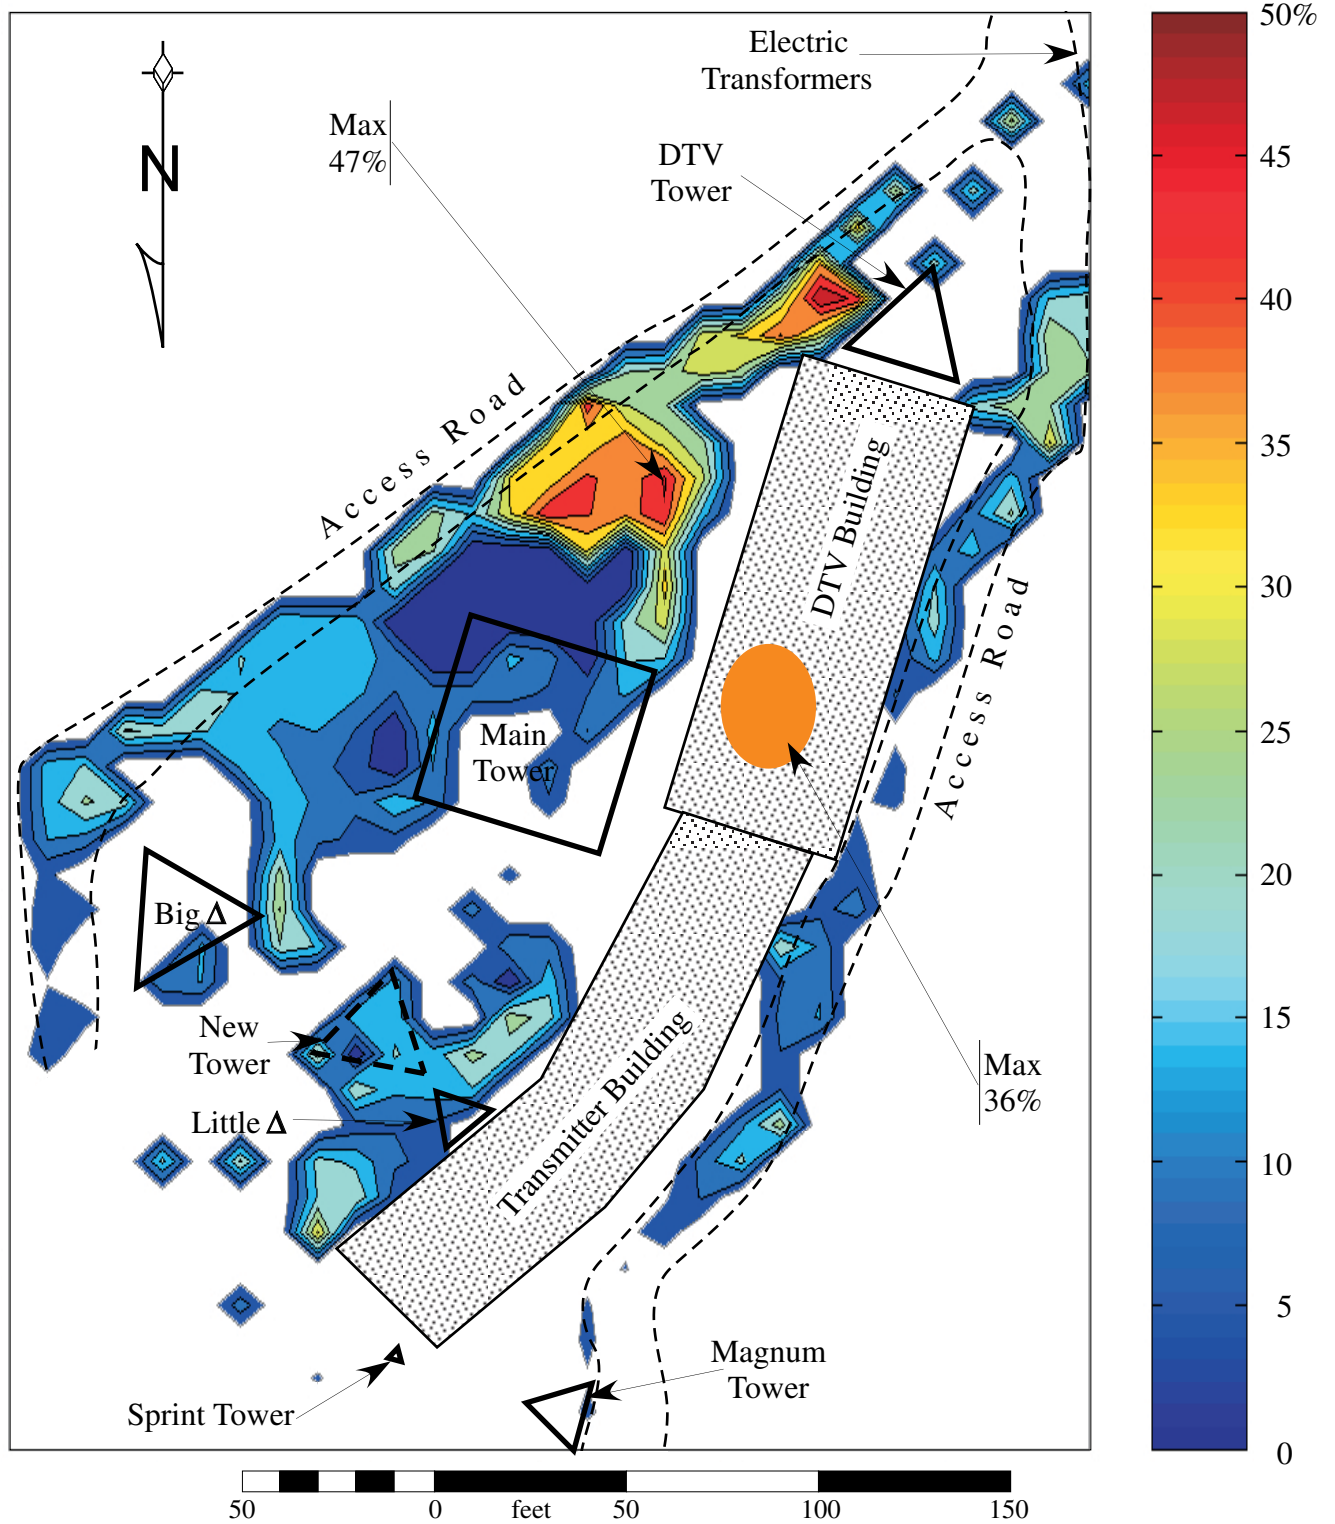 50%
Electric
Transformers
Max
47%
DTV
Tower
N
45
40
Access Road
35
DTV Building
30
Access Road
25
Main
Tower
20
Big Δ
New
Tower
15
Transmitter Building
Max
36%
Little Δ
10
5
Magnum
Tower
Sprint Tower
0
50 0 feet 50 100 150